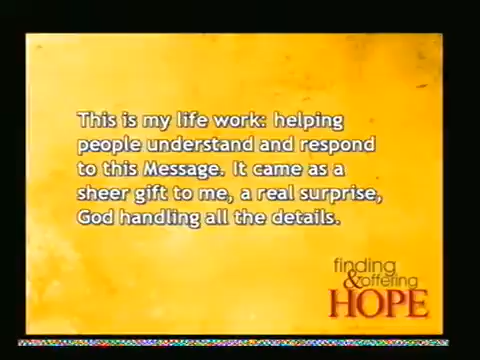 This is my life work: helping
people understand and respond
to this Message. It came as a
sheer gift to me, a real surprise,
God handling all the details.
finding
&offering
HOPE